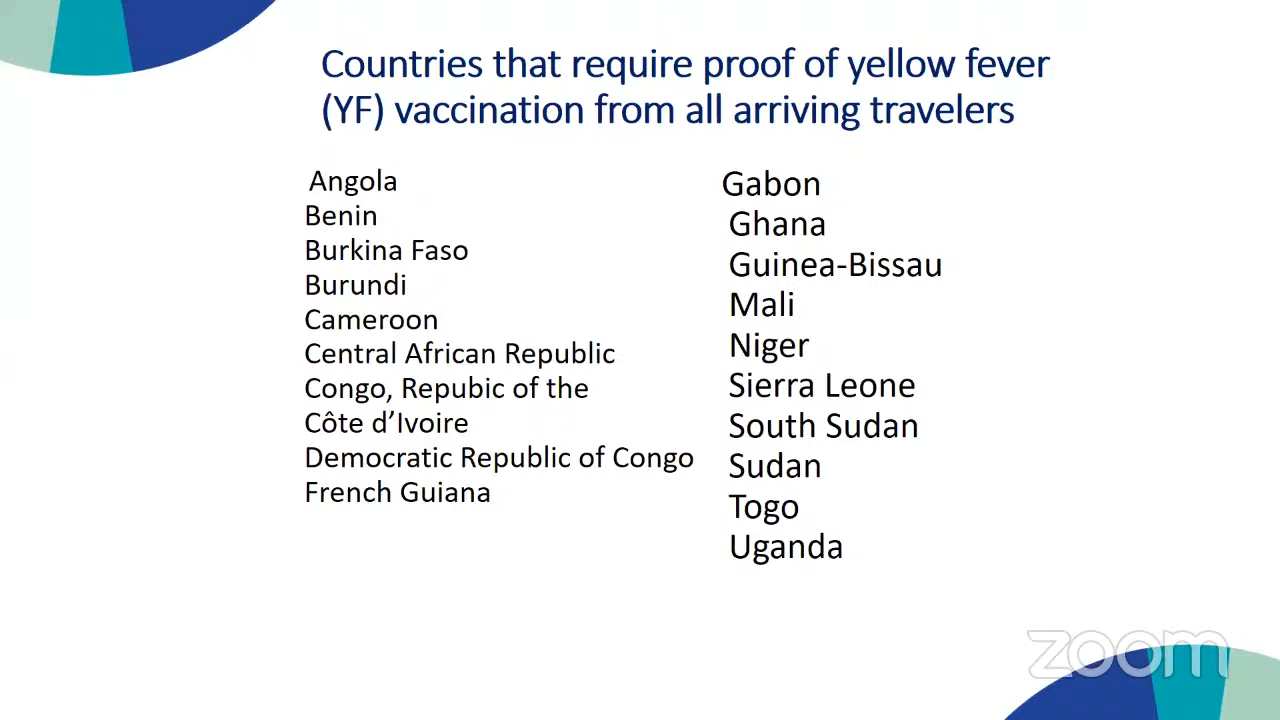 Countries that require proof of yellow fever
(YF) vaccination from all arriving travelers
Angola
Benin
Burkina Faso
Burundi
Cameroon
Central African Republic
Congo, Repubic of the
Côte d’Ivoire
Democratic Republic of Congo
French Guiana
Gabon
Ghana
Guinea-Bissau
Mali
Niger
Sierra Leone
South Sudan
Sudan
Togo
Uganda
zoom